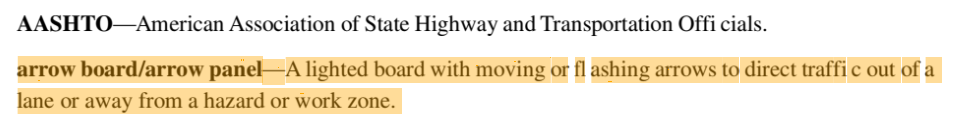 AASHTO—American Association of State Highway and Transportation Offi cials.
arrow board/arrow panel—A lighted board with moving or fl ashing arrows to direct traffi c out of a
lane or away from a hazard or work zone.